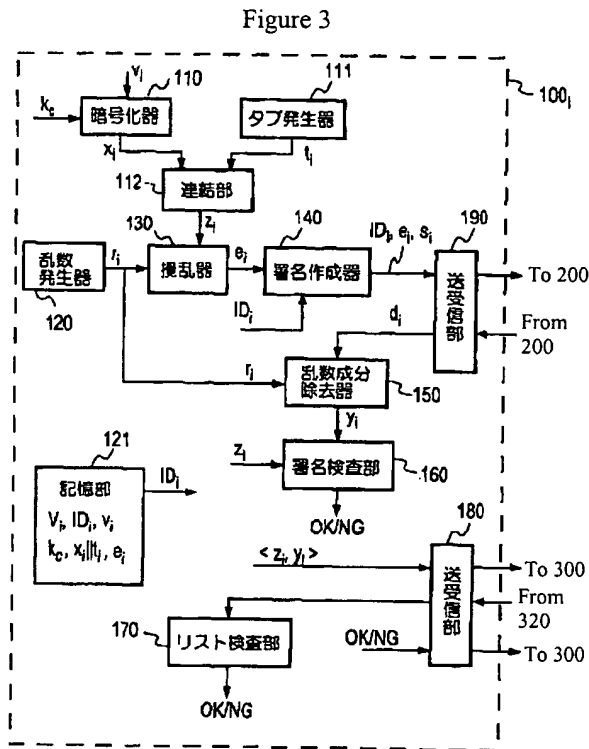 Figure 3
vᵢ
110
111
100ᵢ
k_c
暗号化器
タブ発生器
xᵢ
tᵢ
112
連結部
130
zᵢ
140
190
乱数
発生器
rᵢ
撹乱器
eᵢ
署名作成器
IDᵢ, eᵢ, sᵢ
送受信部
To 200
120
IDᵢ
dᵢ
From
200
rᵢ
乱数成分
除去器
150
yᵢ
121
zᵢ
署名検査部
160
記憶部
IDᵢ
Vᵢ, IDᵢ, vᵢ
k_c, xᵢ||tᵢ, eᵢ
OK/NG
180
< zᵢ, yᵢ >
送受信部
To 300
From
320
170
リスト検査部
OK/NG
To 300
OK/NG